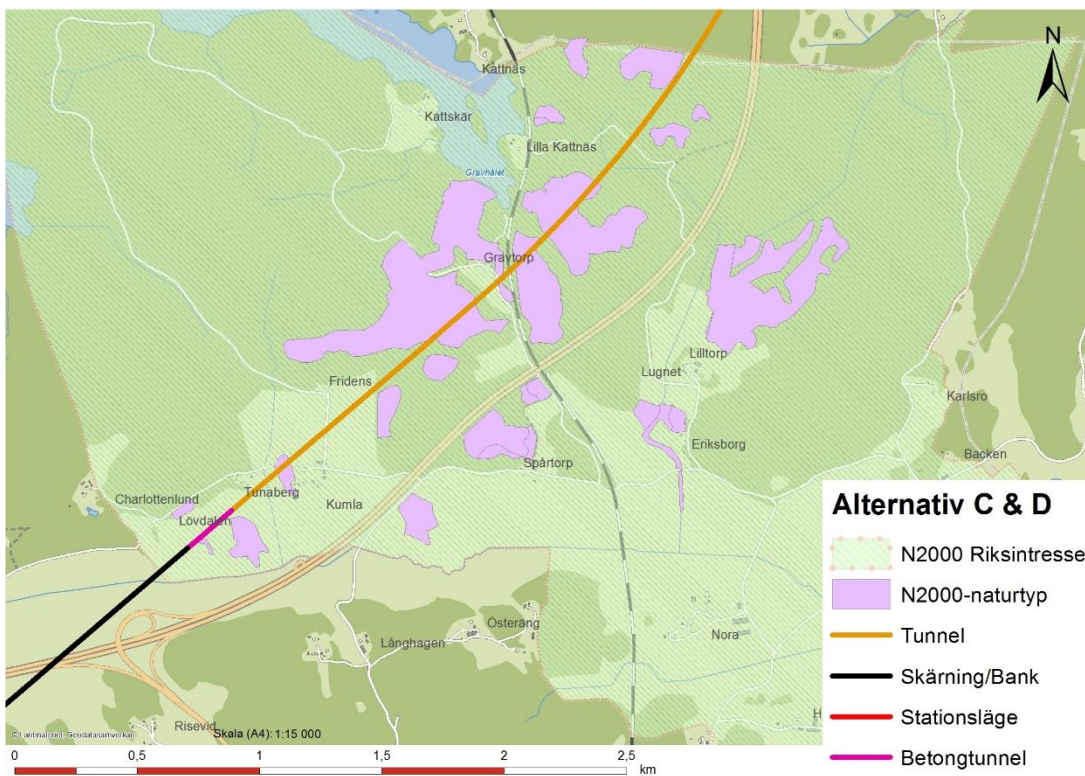 N
Kattnäs
Kattskär
Lilla Kattnäs
Gravhålet
Gravtorp
Fridens
Lilltorp
Lugnet
Karlsro
Eriksborg
Backen
Spårtorp
Charlottenlund
Tunaberg
Kumla
Lövdalen
Österäng
Långhagen
Nora
Risevid
H
© Lantmäteriet, Geodatasamverkan
Skala (A4): 1:15 000
0 0,5 1 1,5 2 2,5
km
Alternativ C & D
N2000 Riksintresse
N2000-naturtyp
Tunnel
Skärning/Bank
Stationsläge
Betongtunnel